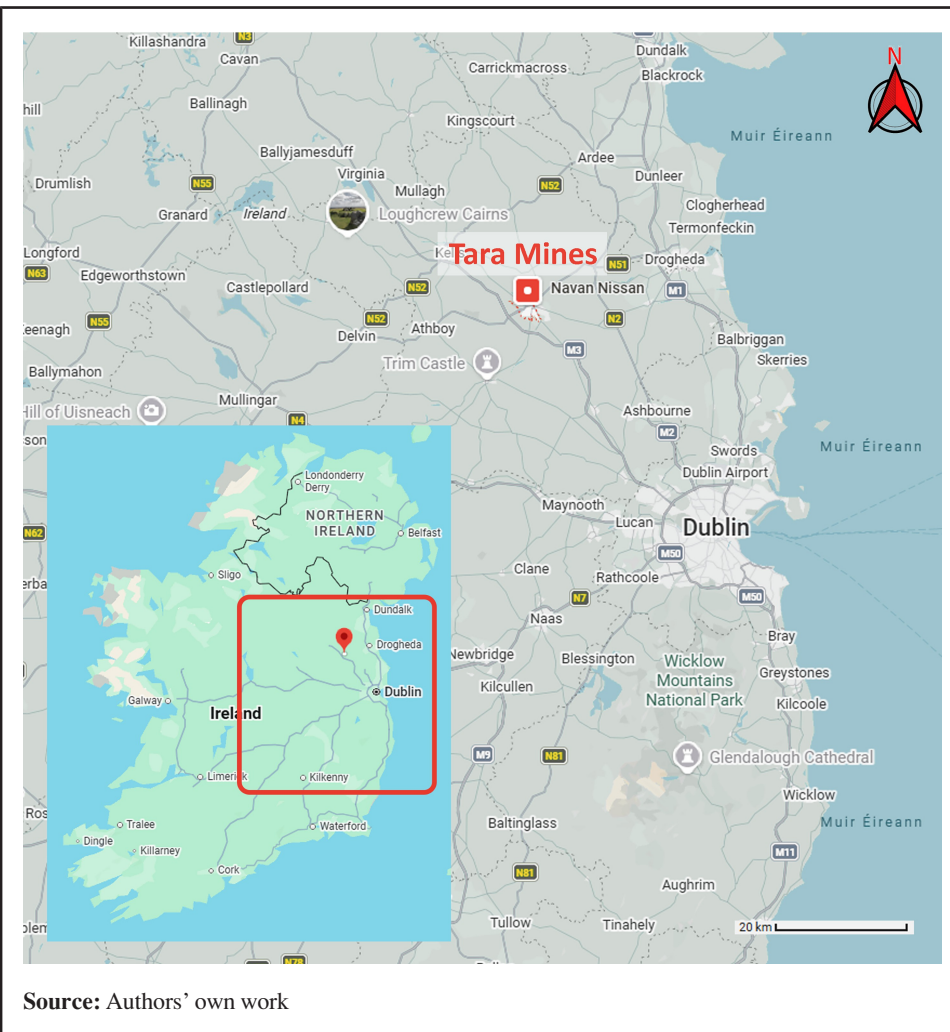 N3
Killashandra
Cavan
Dundalk
Carrickmacross
Blackrock
N
hill
Ballinagh
Kingscourt
Muir Éireann
Ballyjamesduff
Ardee
Virginia
Dunleer
Drumlish
N55
Mullagh
N52
Granard
Ireland
Loughcrew Cairns
Clogherhead
Termonfeckin
Longford
Tara Mines
N63
Edgeworthstown
N51
Drogheda
Castlepollard
N52
Navan Nissan
M1
N55
N52
Athboy
N2
Delvin
M3
Balbriggan
Trim Castle
Skerries
Ballymahon
Mullingar
Hill of Uisneach
Ashbourne
N4
M2
Muir Éireann
Swords
Dublin Airport
Londonderry
Derry
Maynooth
NORTHERN
IRELAND
Lucan
Dublin
N62
Belfast
M50
Clane
Sligo
Rathcoole
M50
N7
Dundalk
Naas
Drogheda
Bray
Newbridge
Blessington
Wicklow
Mountains
National Park
Greystones
Kilcullen
Dublin
Galway
Kilcoole
Ireland
M9
N81
Glendalough Cathedral
Limerick
Kilkenny
Wicklow
Ros
Tralee
Waterford
Baltinglass
Muir Éireann
Dingle
Killarney
M11
Cork
N81
Aughrim
Tullow
Tinahely
20 km
N78
Source: Authors' own work